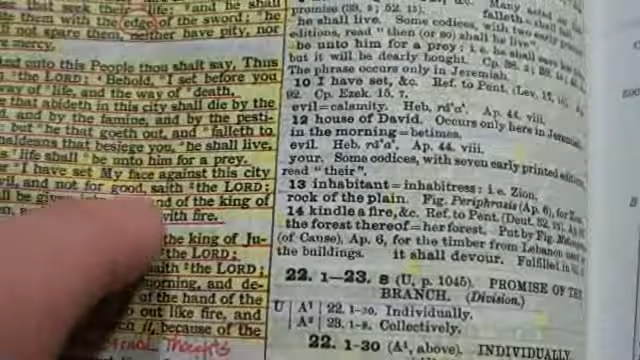 that seek their life, and he shall
them with the edge of the sword; he
not spare them, neither have pity, nor
mercy.
unto this People thou shalt say, Thus
the LORD; Behold, I set before you
way of life, and the way of death.
that abideth in this city shall die by the
and by the famine, and by the pesti-
but he that goeth out, and falleth to
Chaldeans that besiege you, he shall live,
his life shall be unto him for a prey.
I have set My face against this city
evil, and not for good, saith the LORD;
of the king of
with fire.
the king of Ju-
the LORD;
saith the LORD;
morning, and de-
of the hand of the
out like fire, and
it, because of the
Thoughts
promise
he shall live. Some codices, with two early
editions, read "then (or so) shall live"
be unto him for a prey; i.e. he shall save
but it will be dearly bought. Cp.
The phrase occurs only in Jeremiah.
10 I have set, &c. Ref. to Pent. (Lev. 17.
Cp. Ezek. 15. 7.
evil=calamity. Heb. rā'a'. Ap. 44. viii.
12 house of David. Occurs only here in Jeremiah.
in the morning=betimes.
evil. Heb. rā'a'. Ap. 44. viii.
your. Some codices, with seven early printed editions,
read "their".
13 inhabitant=inhabitress: i.e. Zion.
rock of the plain. Fig. Periphrasis (Ap. 6), for Zion.
14 kindle a fire, &c. Ref. to Pent. (Deut. 32.
the forest thereof=her forest. Put by Fig.
(of Cause), Ap. 6, for the timber from Lebanon used
the buildings. it shall devour. Fulfilled in
22. 1-23. 8 (U, p. 1045). PROMISE OF THE
BRANCH. (Division.)
U | A¹ | 22. 1-30. Individually.
| A² | 23. 1-8. Collectively.
22. 1-30 (A¹, above). INDIVIDUALLY.